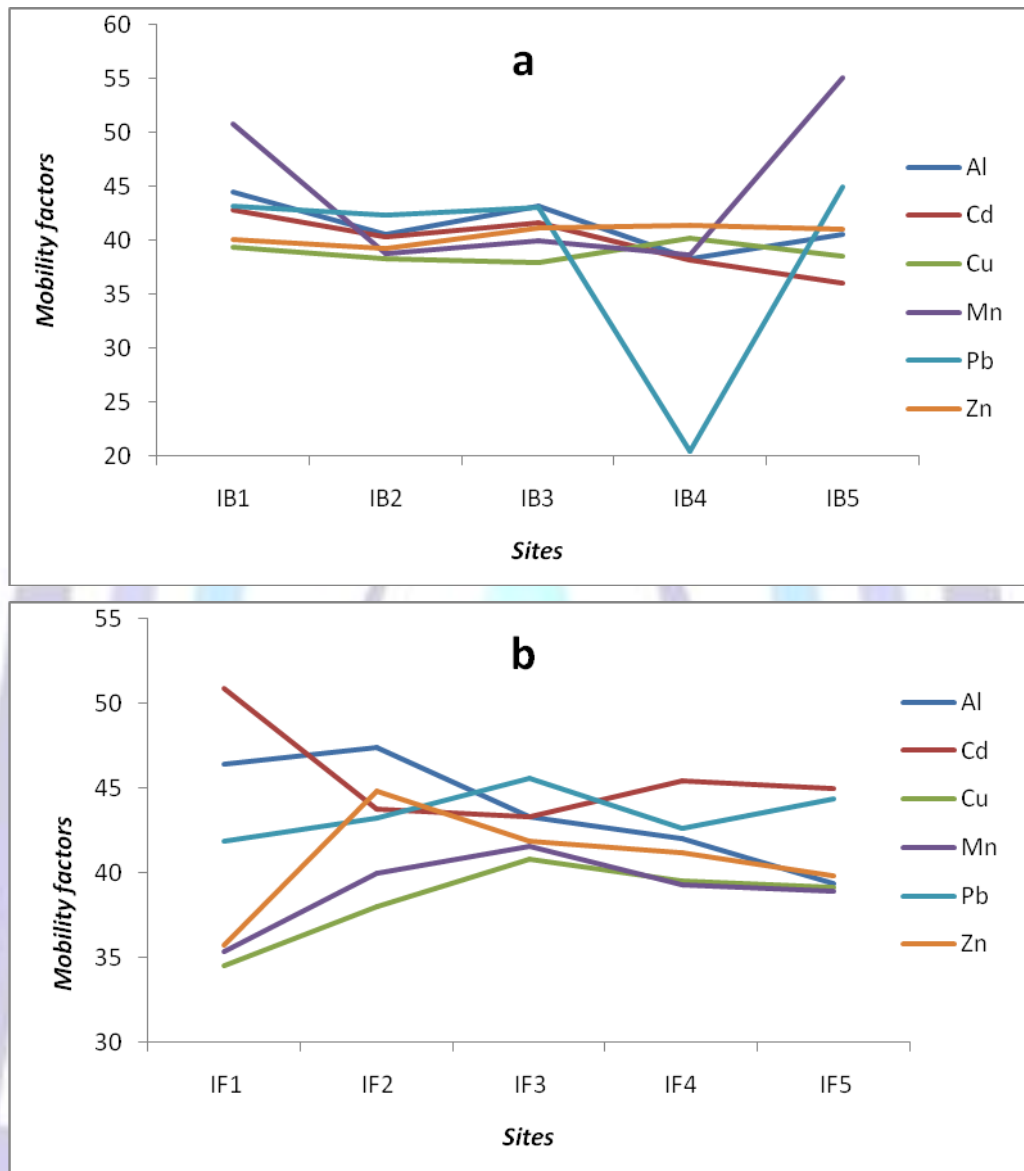 a
60
55
50
45
40
35
30
25
20
Mobility factors
IB1 IB2 IB3 IB4 IB5
Sites
Al
Cd
Cu
Mn
Pb
Zn
b
55
50
45
40
35
30
Mobility factors
IF1 IF2 IF3 IF4 IF5
Sites
Al
Cd
Cu
Mn
Pb
Zn